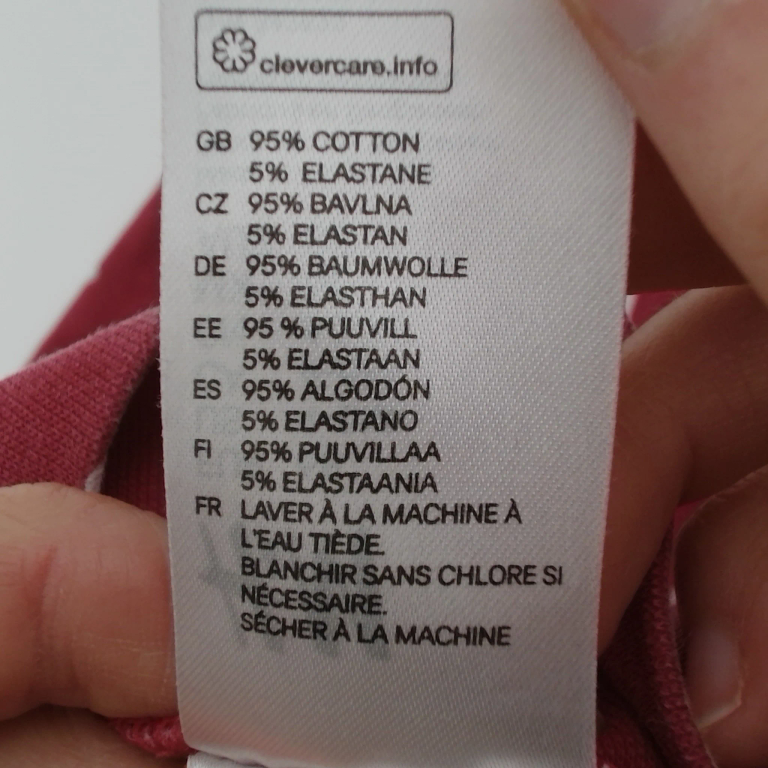 clevercare.info
GB 95% COTTON
5% ELASTANE
CZ 95% BAVLNA
5% ELASTAN
DE 95% BAUMWOLLE
5% ELASTHAN
EE 95 % PUUVILL
5% ELASTAAN
ES 95% ALGODÓN
5% ELASTANO
FI 95% PUUVILLAA
5% ELASTAANIA
FR LAVER À LA MACHINE À
L'EAU TIÈDE.
BLANCHIR SANS CHLORE SI
NÉCESSAIRE.
SÉCHER À LA MACHINE